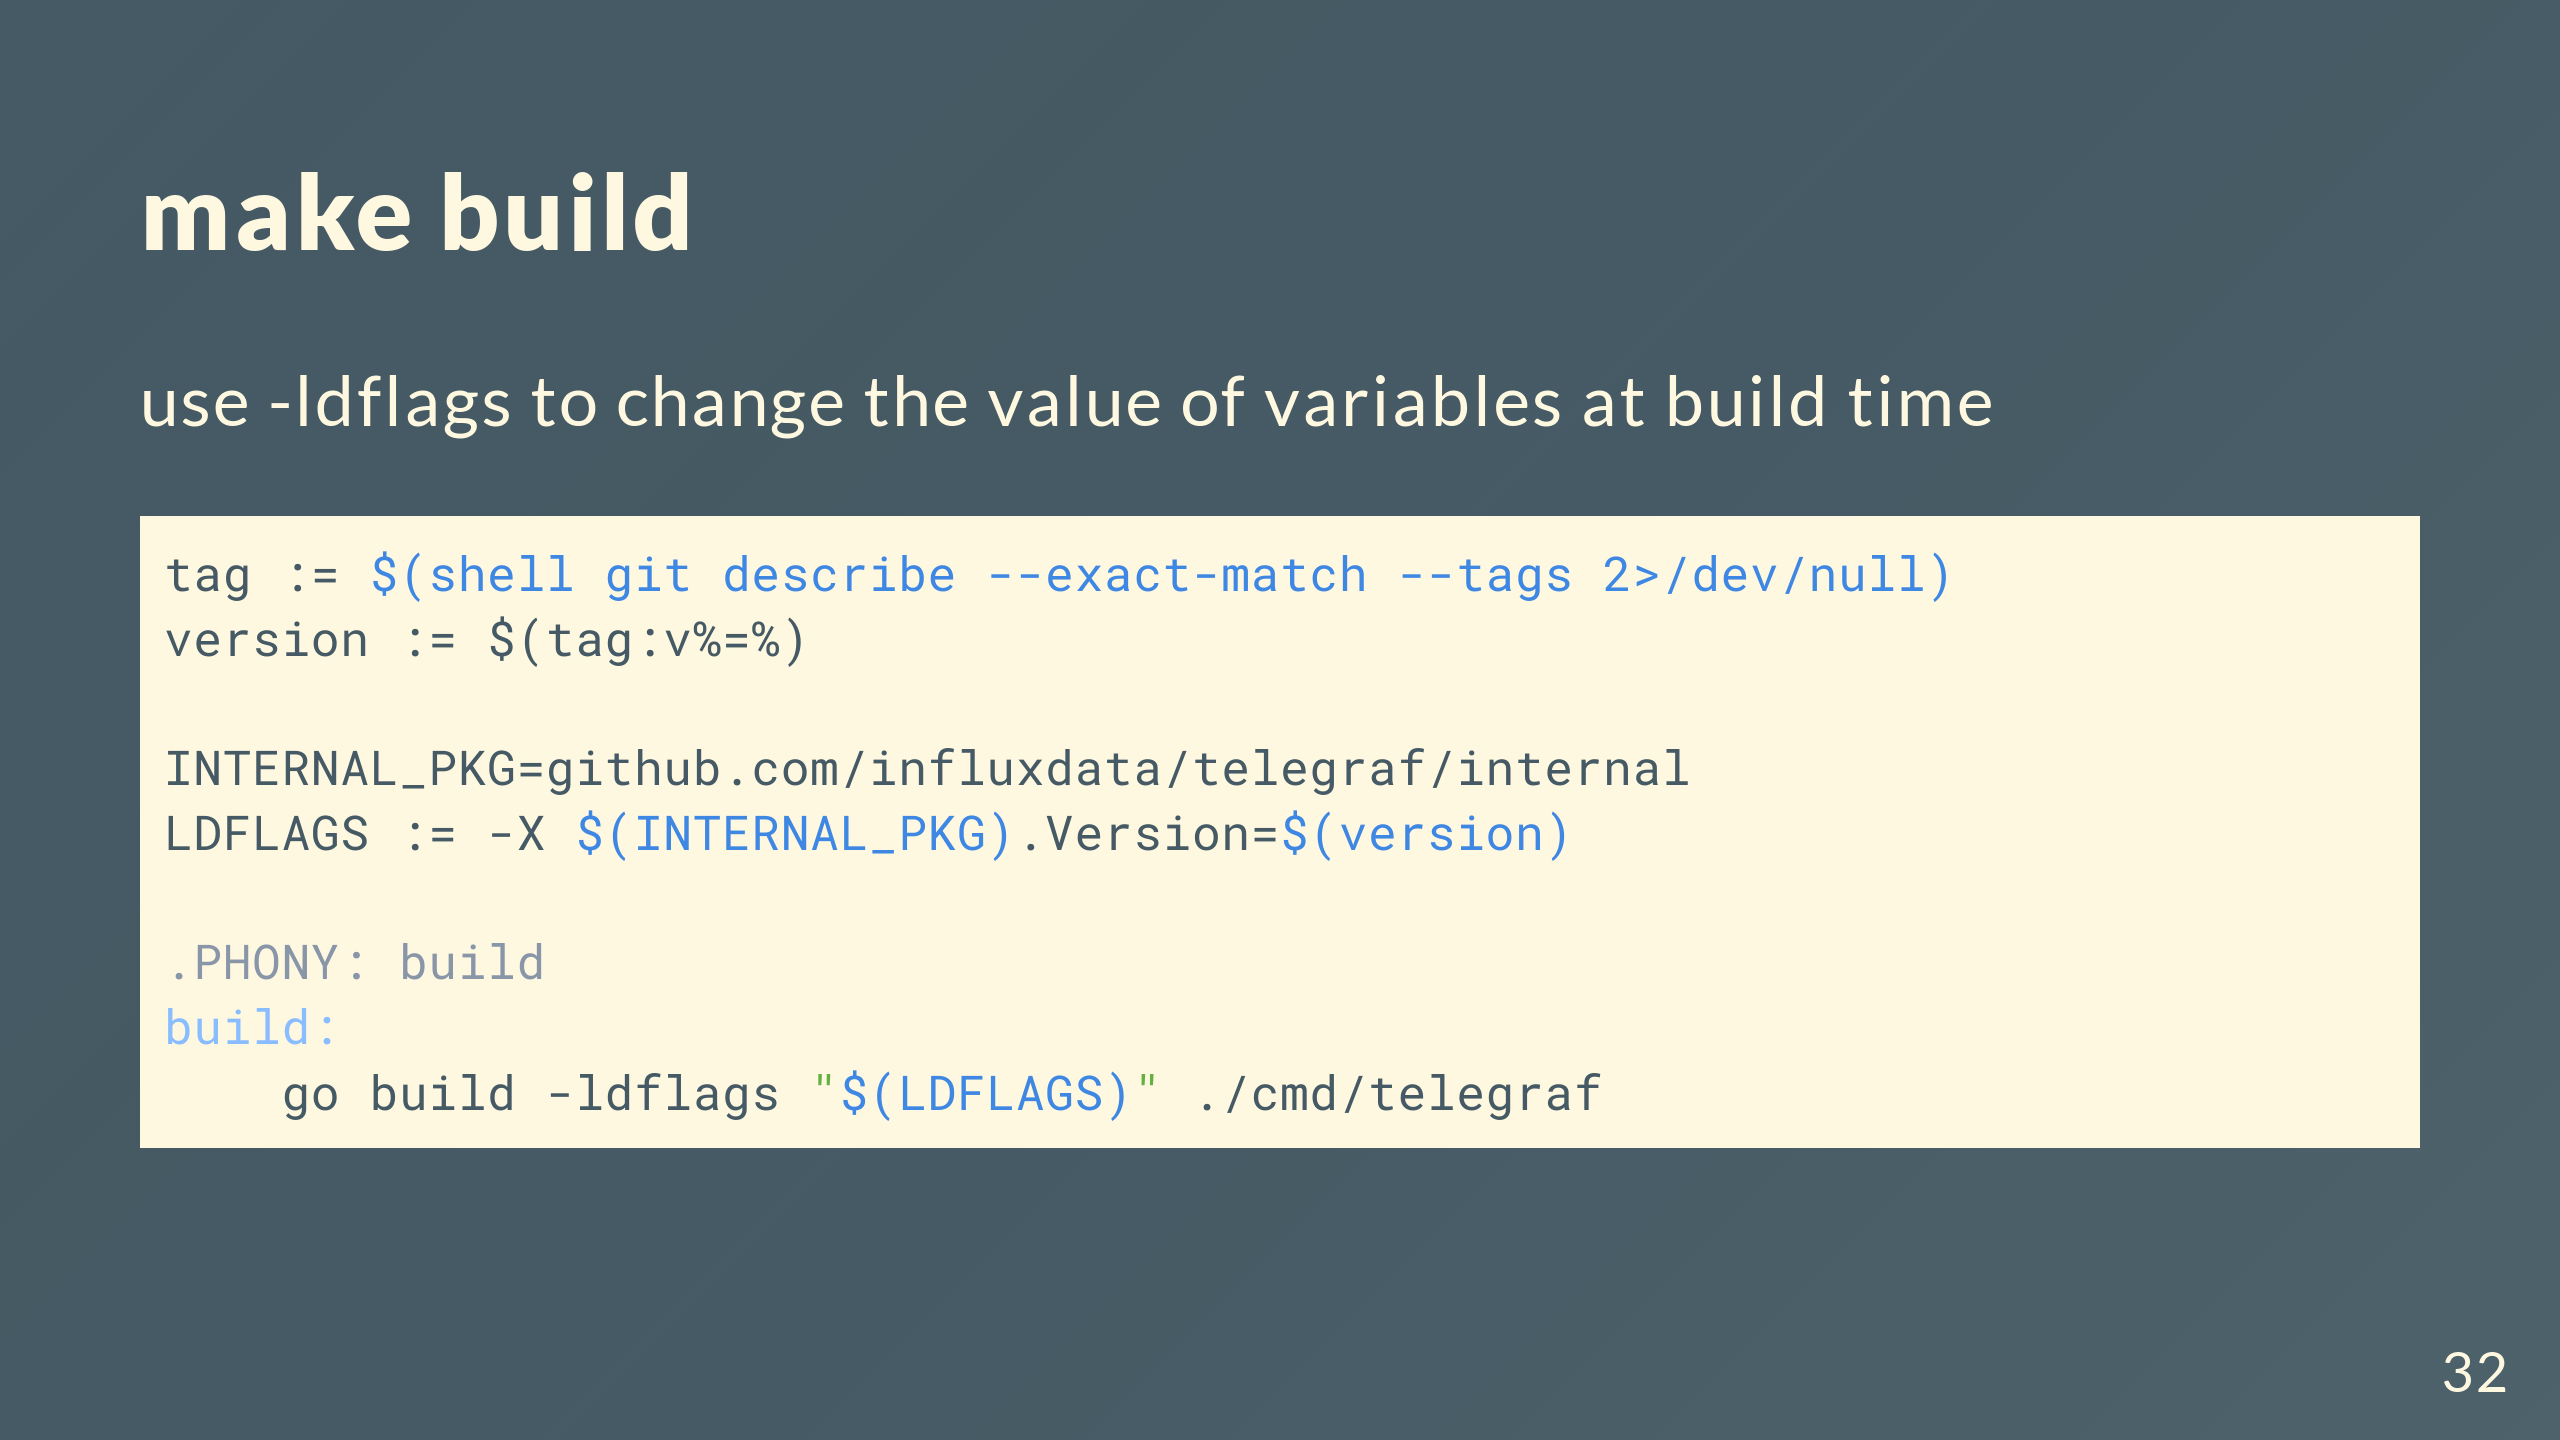 make build
use -ldflags to change the value of variables at build time
tag := $(shell git describe --exact-match --tags 2>/dev/null)
version := $(tag:v%=%)
INTERNAL_PKG=github.com/influxdata/telegraf/internal
LDFLAGS := -X $(INTERNAL_PKG).Version=$(version)
.PHONY: build
build:
    go build -ldflags "$(LDFLAGS)" ./cmd/telegraf
32